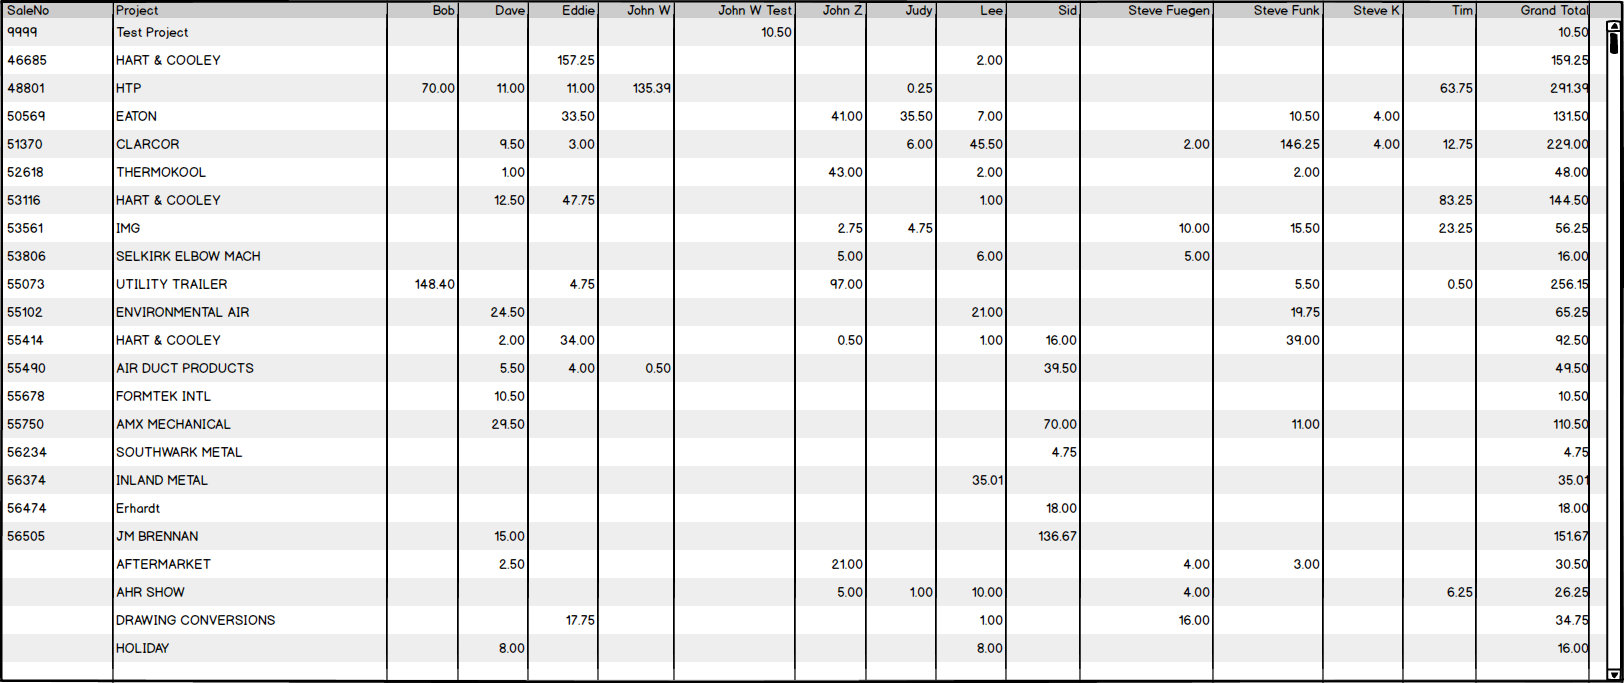 SaleNo Project Bob Dave Eddie John W John W Test John Z Judy Lee Sid Steve Fuegen Steve Funk Steve K Tim Grand Total
9999 Test Project 10.50 10.50
46685 HART & COOLEY 157.25 2.00 159.25
48801 HTP 70.00 11.00 11.00 135.39 0.25 63.75 291.39
50569 EATON 33.50 41.00 35.50 7.00 10.50 4.00 131.50
51370 CLARCOR 9.50 3.00 6.00 45.50 2.00 146.25 4.00 12.75 229.00
52618 THERMOKOOL 1.00 43.00 2.00 2.00 48.00
53116 HART & COOLEY 12.50 47.75 1.00 83.25 144.50
53561 IMG 2.75 4.75 10.00 15.50 23.25 56.25
53806 SELKIRK ELBOW MACH 5.00 6.00 5.00 16.00
55073 UTILITY TRAILER 148.40 4.75 97.00 5.50 0.50 256.15
55102 ENVIRONMENTAL AIR 24.50 21.00 19.75 65.25
55414 HART & COOLEY 2.00 34.00 0.50 1.00 16.00 39.00 92.50
55490 AIR DUCT PRODUCTS 5.50 4.00 0.50 39.50 49.50
55678 FORMTEK INTL 10.50 10.50
55750 AMX MECHANICAL 29.50 70.00 11.00 110.50
56234 SOUTHWARK METAL 4.75 4.75
56374 INLAND METAL 35.01 35.01
56474 Erhardt 18.00 18.00
56505 JM BRENNAN 15.00 136.67 151.67
AFTERMARKET 2.50 21.00 4.00 3.00 30.50
AHR SHOW 5.00 1.00 10.00 4.00 6.25 26.25
DRAWING CONVERSIONS 17.75 1.00 16.00 34.75
HOLIDAY 8.00 8.00 16.00